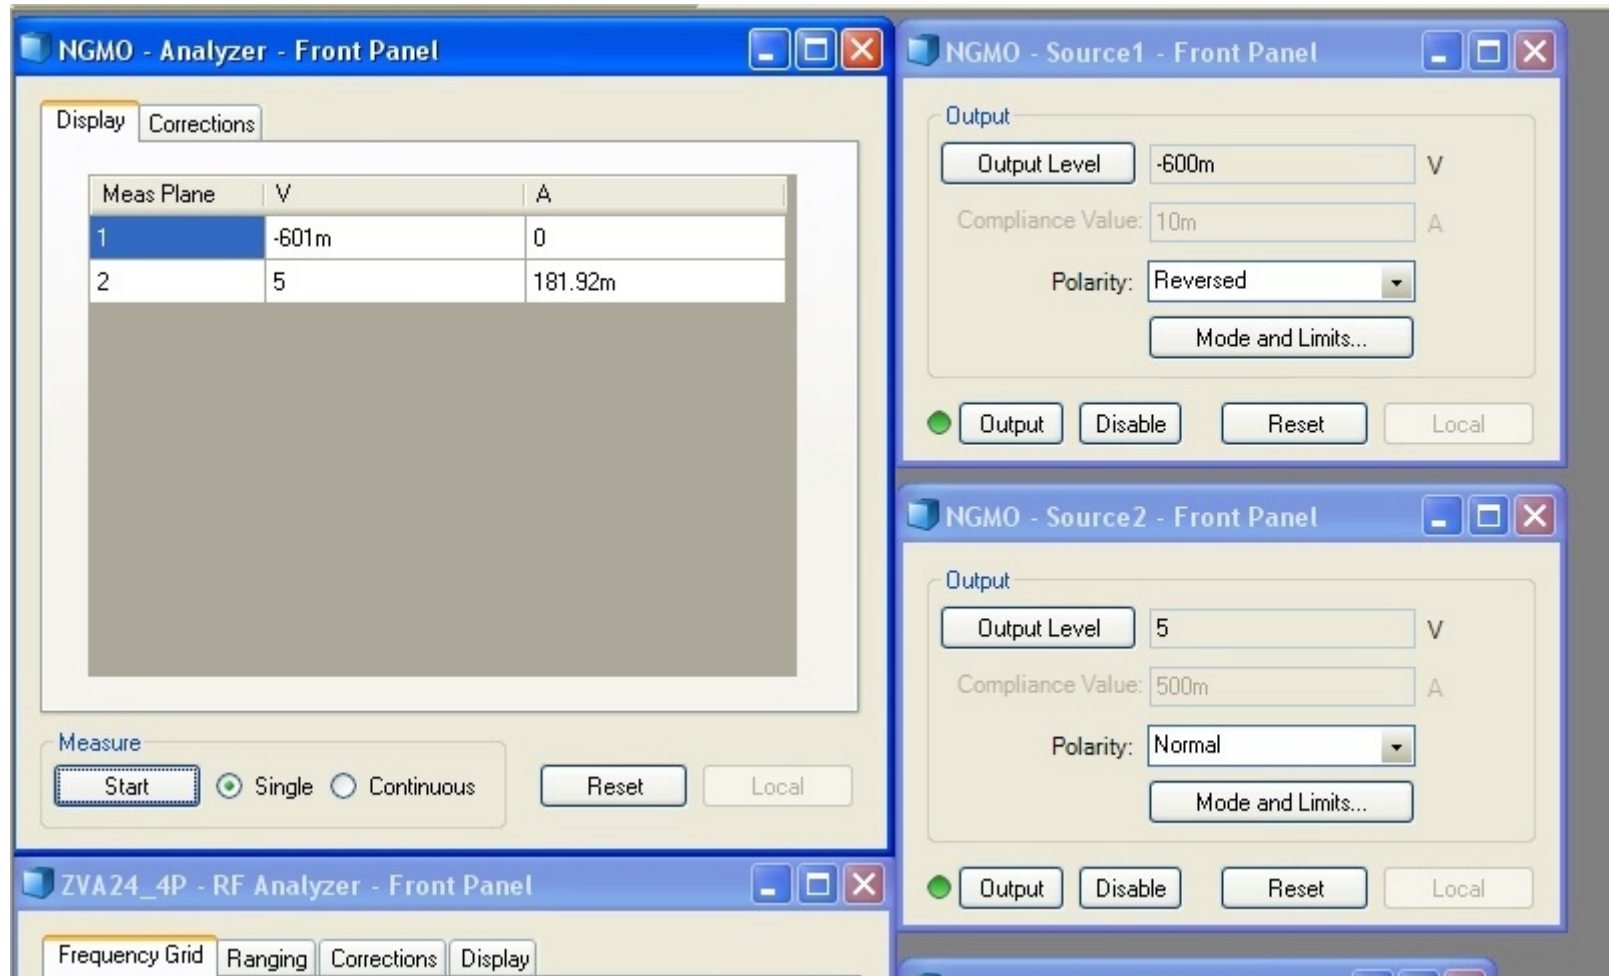 NGMO - Analyzer - Front Panel
Display Corrections
Meas Plane V A
1 -601m 0
2 5 181.92m
Measure
Start Single Continuous Reset Local
ZVA24_4P - RF Analyzer - Front Panel
Frequency Grid Ranging Corrections Display
NGMO - Source1 - Front Panel
Output
Output Level -600m V
Compliance Value: 10m A
Polarity: Reversed
Mode and Limits...
Output Disable Reset Local
NGMO - Source2 - Front Panel
Output
Output Level 5 V
Compliance Value: 500m A
Polarity: Normal
Mode and Limits...
Output Disable Reset Local